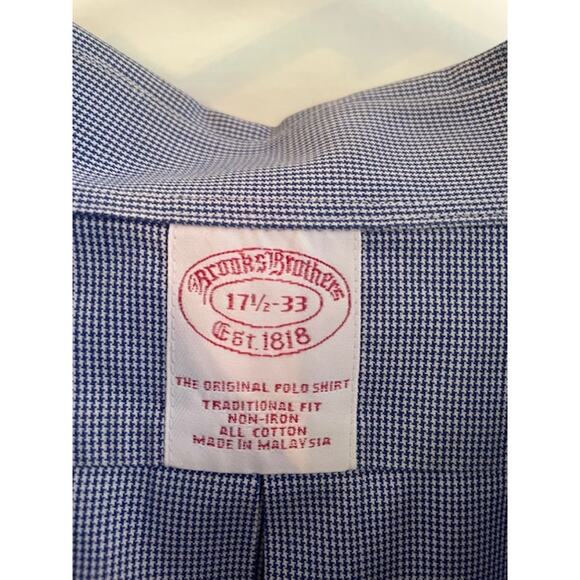 Brooks Brothers
17½-33
Est. 1818
THE ORIGINAL POLO SHIRT
TRADITIONAL FIT
NON-IRON
ALL COTTON
MADE IN MALAYSIA